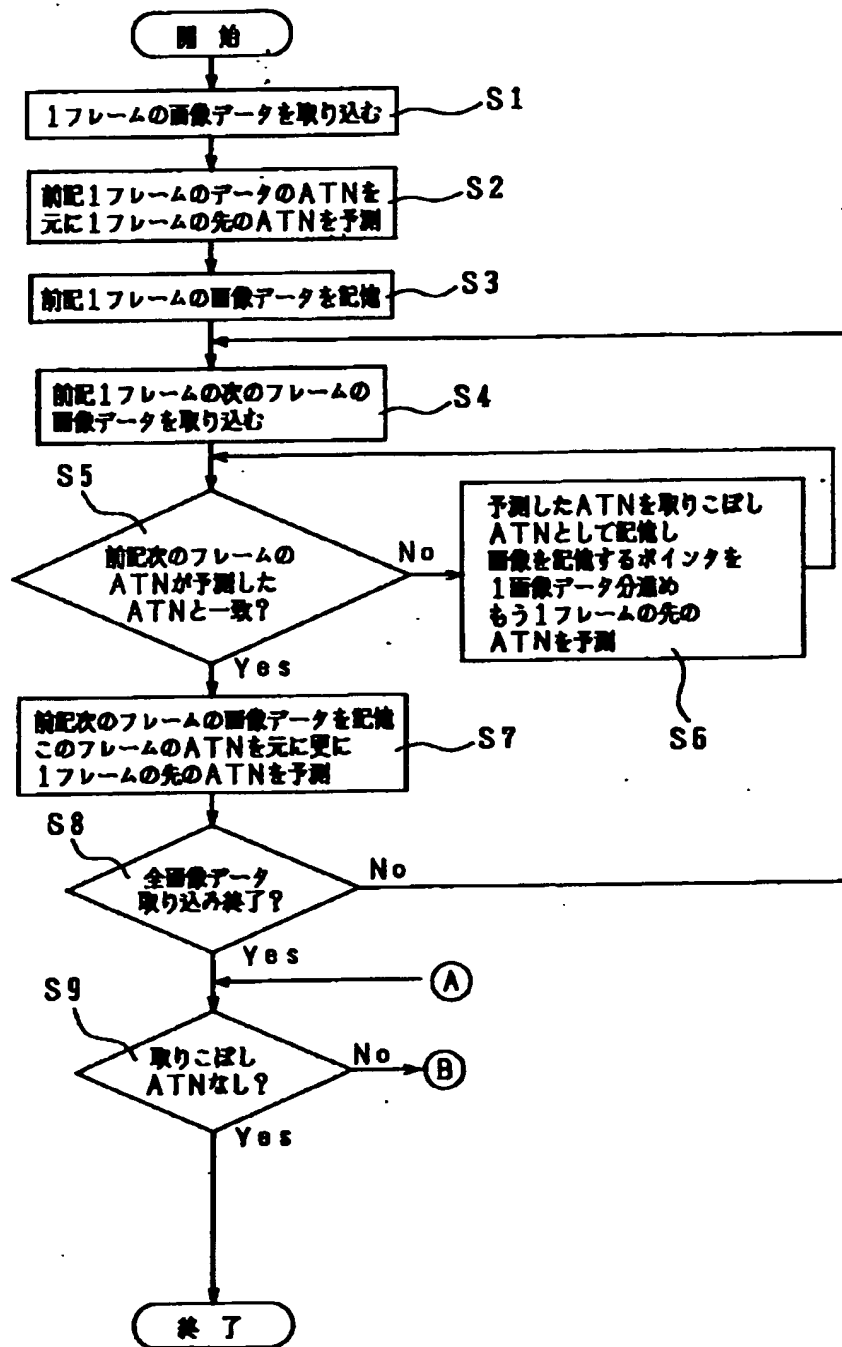 開始
1フレームの画像データを取り込む
S1
前記1フレームのデータのATNを
元に1フレームの先のATNを予測
S2
前記1フレームの画像データを記憶
S3
前記1フレームの次のフレームの
画像データを取り込む
S4
S5
前記次のフレームの
ATNが予測した
ATNと一致?
No
Yes
予測したATNを取りこぼし
ATNとして記憶し
画像を記憶するポインタを
1画像データ分進め
もう1フレームの先の
ATNを予測
S6
前記次のフレームの画像データを記憶
このフレームのATNを元に更に
1フレームの先のATNを予測
S7
S8
全画像データ
取り込み終了?
No
Yes
A
S9
取りこぼし
ATNなし?
No
B
Yes
終了